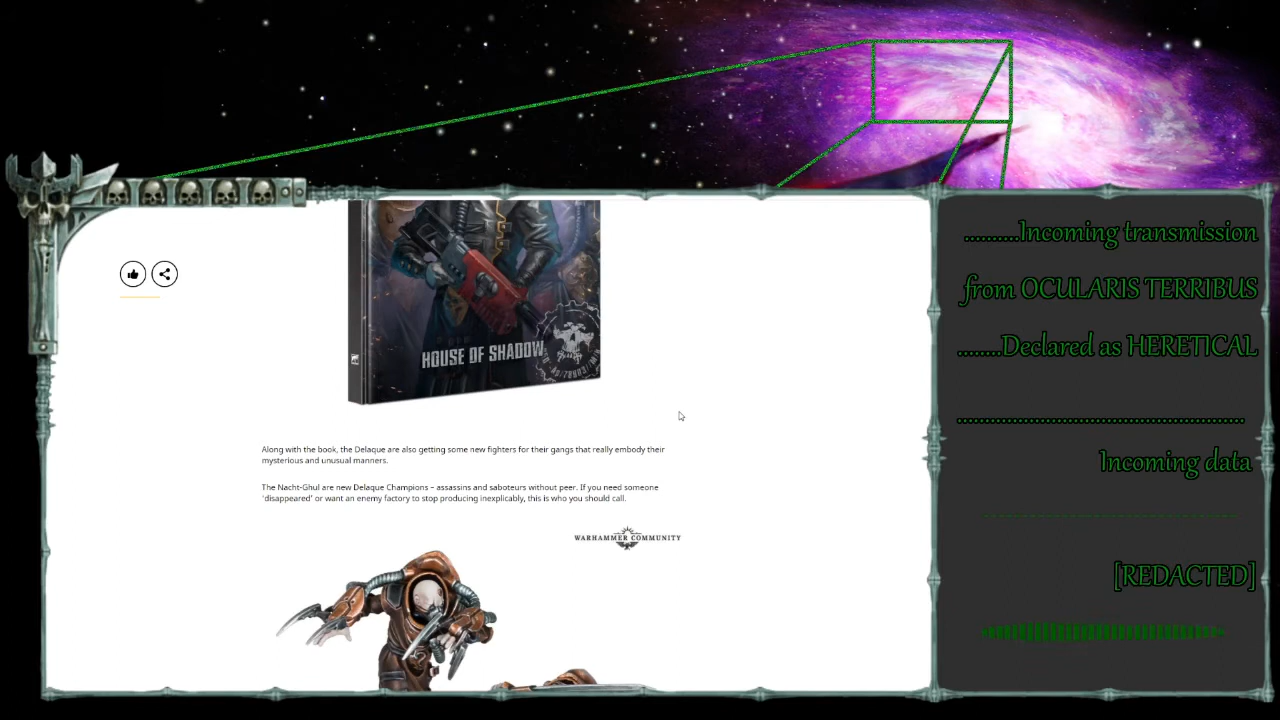 ..........Incoming transmission
from OCULARIS TERRIBUS
........Declared as HERETICAL
Incoming data
[REDACTED]
HOUSE OF SHADOW
Along with the book, the Delaque are also getting some new fighters for their gangs that really embody their
mysterious and unusual manners.
The Nacht-Ghul are new Delaque Champions – assassins and saboteurs without peer. If you need someone
'disappeared' or want an enemy factory to stop producing inexplicably, this is who you should call.
WARHAMMER COMMUNITY